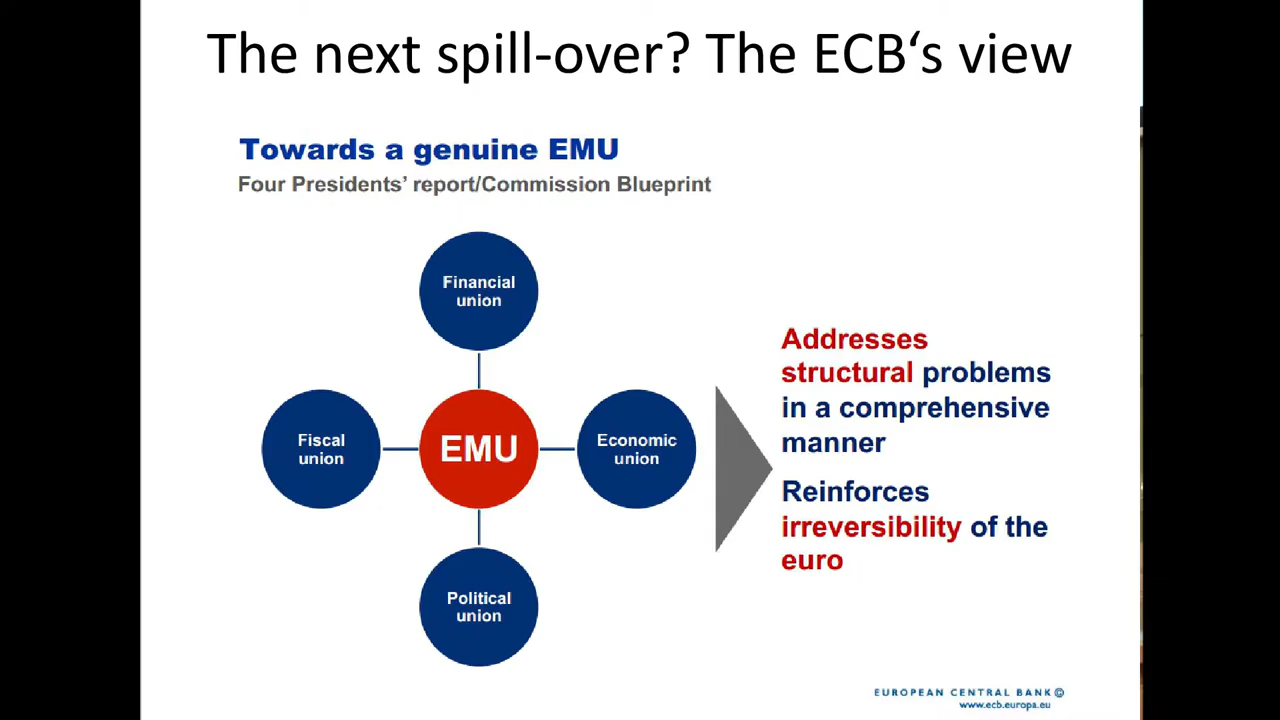 The next spill-over? The ECB‘s view
Towards a genuine EMU
Four Presidents’ report/Commission Blueprint
Financial
union
Fiscal
union
EMU
Economic
union
Political
union
Addresses
structural problems
in a comprehensive
manner
Reinforces
irreversibility of the
euro
EUROPEAN CENTRAL BANK©
www.ecb.europa.eu